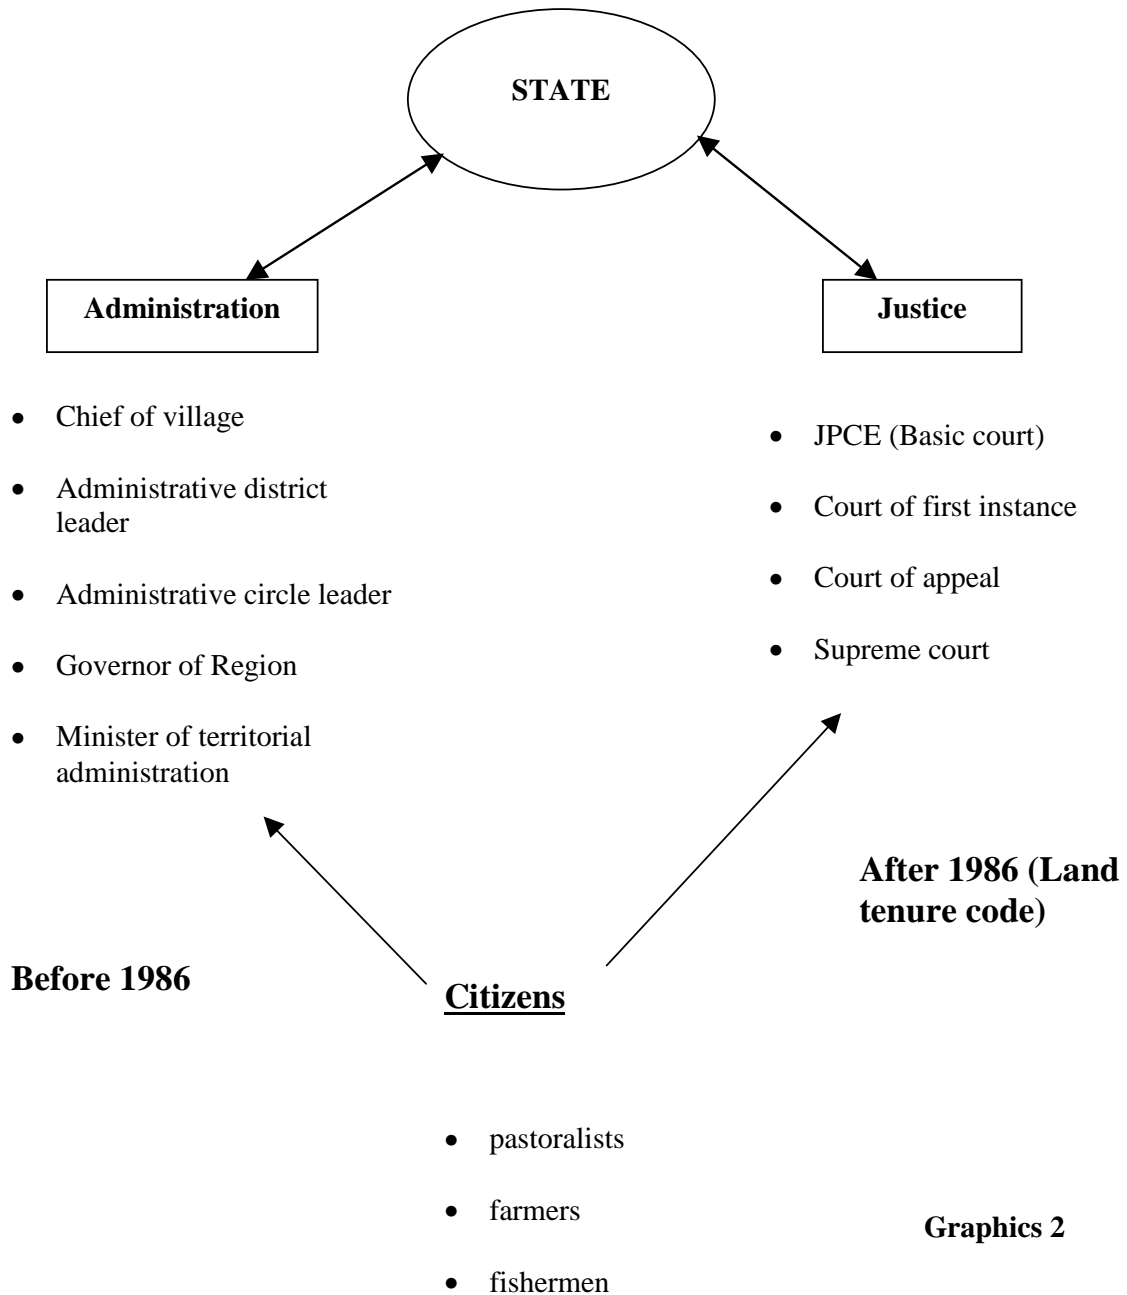 STATE
Administration
Justice
• Chief of village
• Administrative district
leader
• Administrative circle leader
• Governor of Region
• Minister of territorial
administration
• JPCE (Basic court)
• Court of first instance
• Court of appeal
• Supreme court
After 1986 (Land
tenure code)
Before 1986
Citizens
• pastoralists
• farmers
• fishermen
Graphics 2